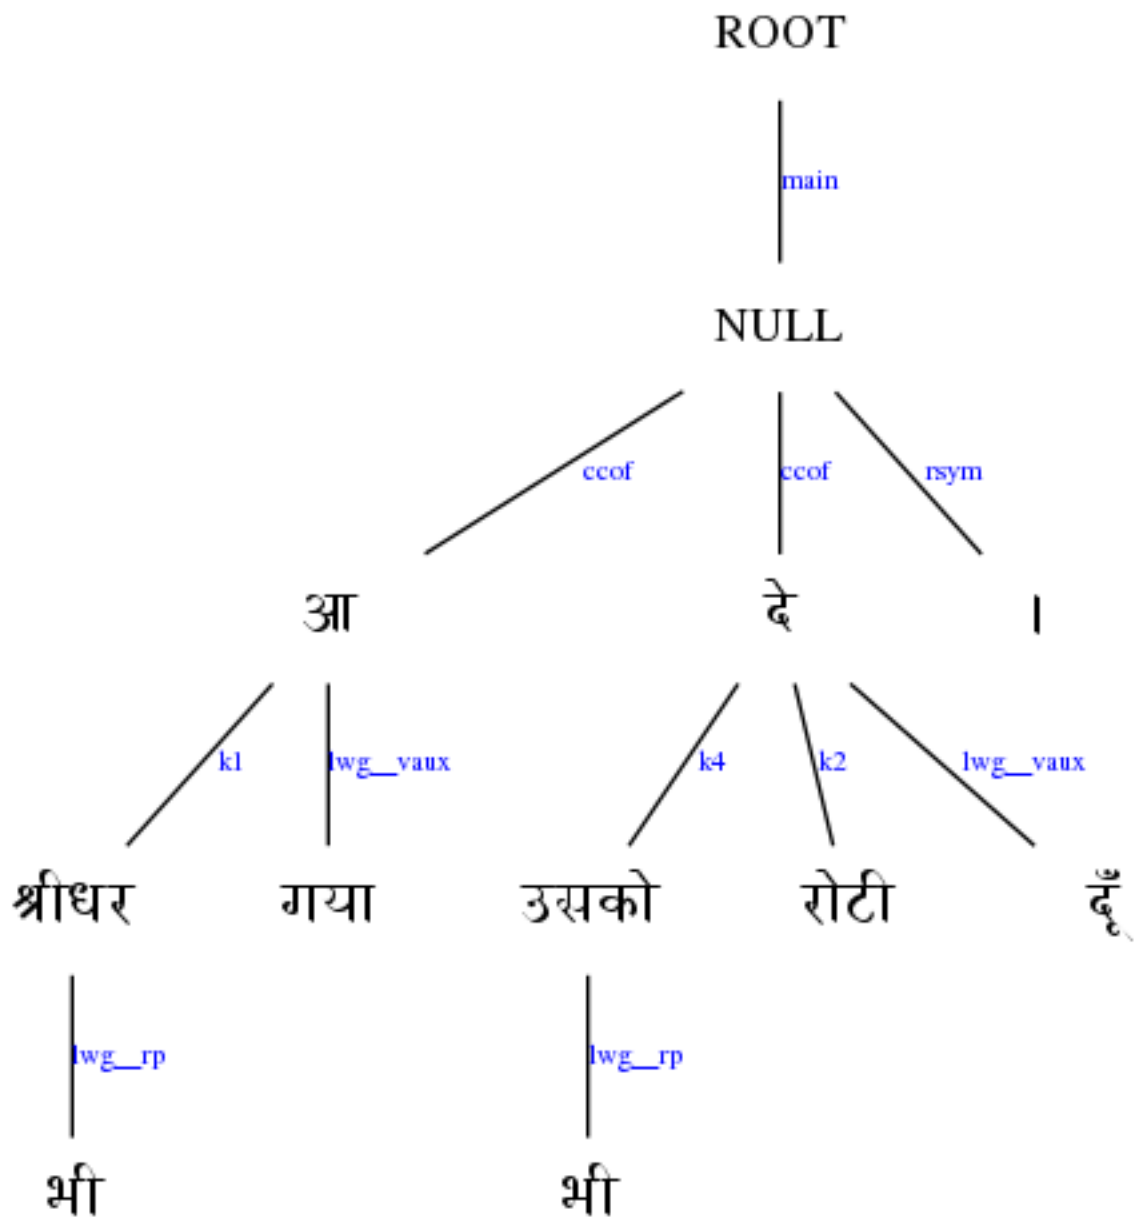 ROOT
main
NULL
ccof ccof rsym
आ दे ।
k1 lwg__vaux k4 k2 lwg__vaux
श्रीधर गया उसको रोटी दूँ
lwg__rp lwg__rp
भी भी